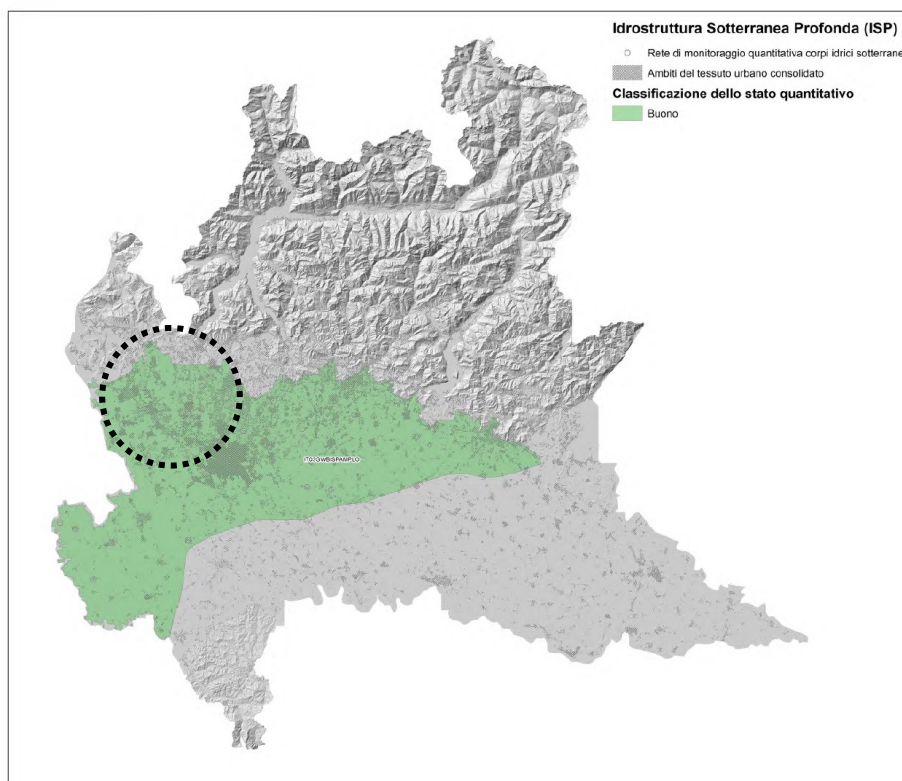 Idrostruttura Sotterranea Profonda (ISP)
Rete di monitoraggio quantitativa corpi idrici sotterrane
Ambiti del tessuto urbano consolidato
Classificazione dello stato quantitativo
Buono